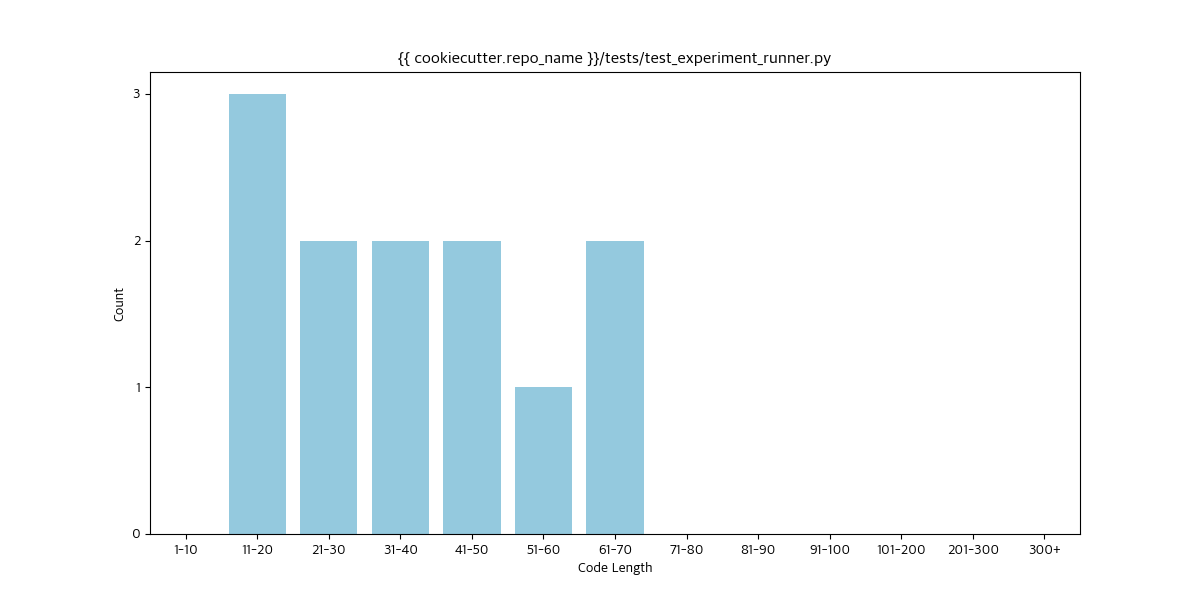 {{ cookiecutter.repo_name }}/tests/test_experiment_runner.py
3
2
1
0
Count
1-10 11-20 21-30 31-40 41-50 51-60 61-70 71-80 81-90 91-100 101-200 201-300 300+
Code Length